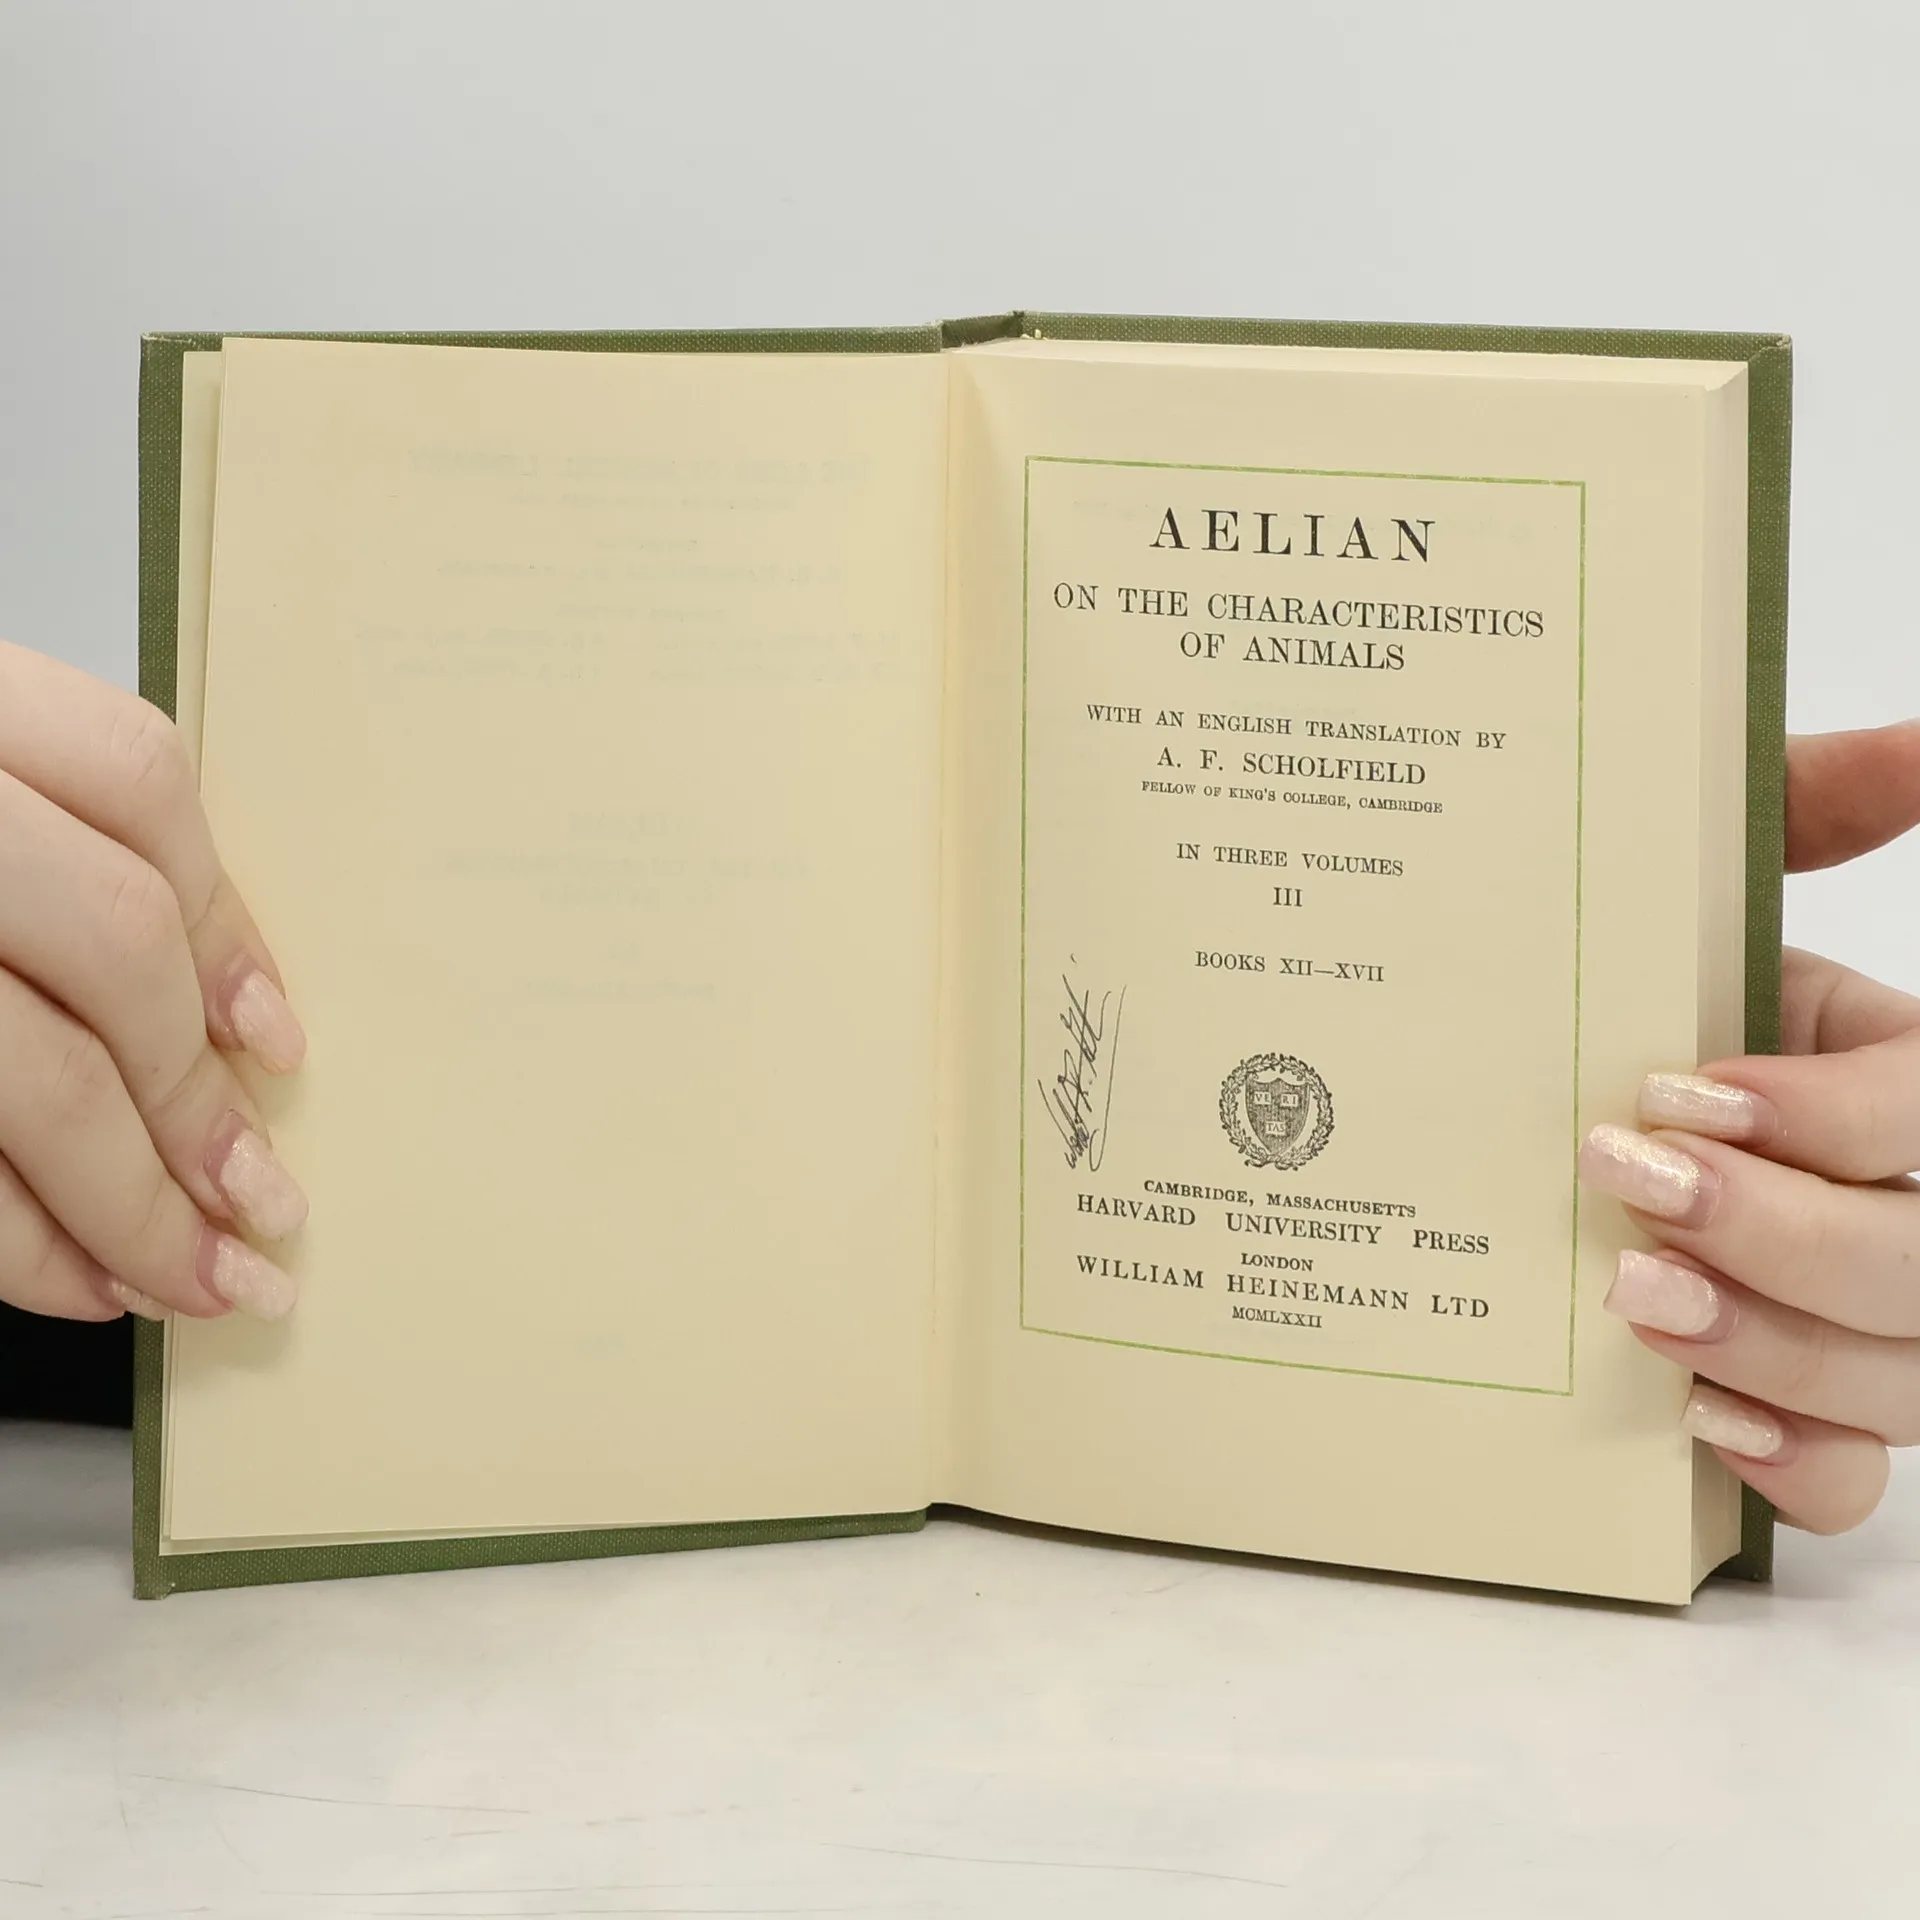 AELIAN
ON THE CHARACTERISTICS
OF ANIMALS
WITH AN ENGLISH TRANSLATION BY
A. F. SCHOLFIELD
FELLOW OF KING'S COLLEGE, CAMBRIDGE
IN THREE VOLUMES
III
BOOKS XII—XVII
VE RI
TAS
CAMBRIDGE, MASSACHUSETTS
HARVARD UNIVERSITY PRESS
LONDON
WILLIAM HEINEMANN LTD
MCMLXXII